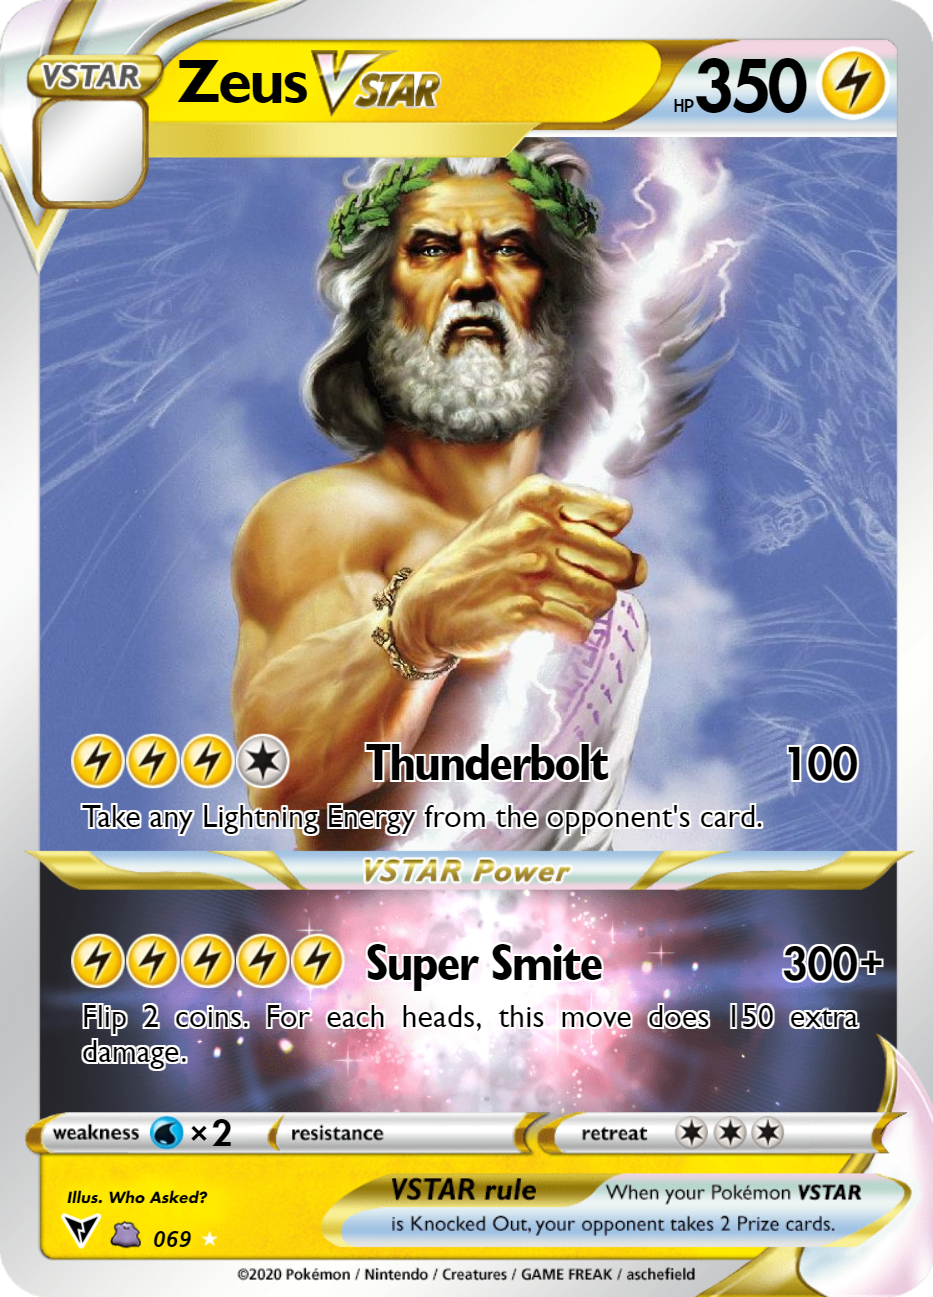 VSTAR Zeus VSTAR HP 350
Thunderbolt 100
Take any Lightning Energy from the opponent's card.
VSTAR Power
Super Smite 300+
Flip 2 coins. For each heads, this move does 150 extra
damage.
weakness ×2 resistance retreat
Illus. Who Asked?
069
VSTAR rule When your Pokémon VSTAR
is Knocked Out, your opponent takes 2 Prize cards.
©2020 Pokémon / Nintendo / Creatures / GAME FREAK / aschefield